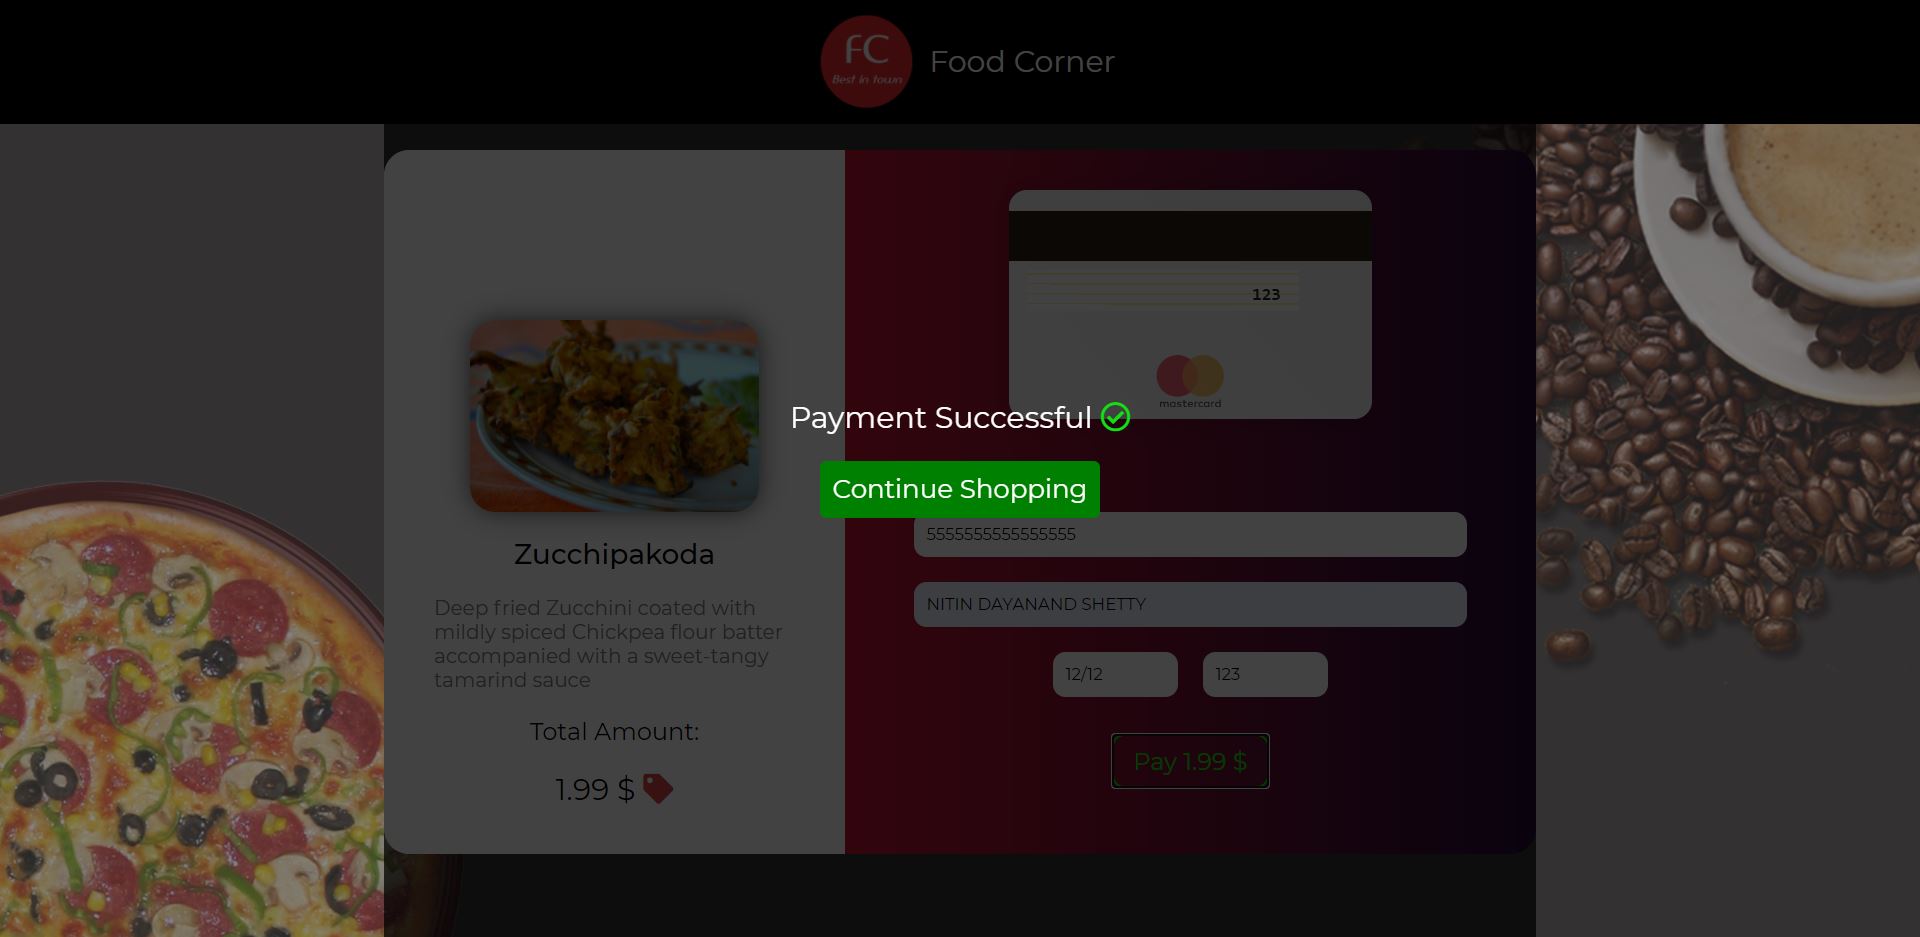 FC
Best in town
Food Corner
123
mastercard
Payment Successful
Continue Shopping
5555555555555555
Zucchipakoda
NITIN DAYANAND SHETTY
Deep fried Zucchini coated with
mildly spiced Chickpea flour batter
accompanied with a sweet-tangy
tamarind sauce
12/12
123
Total Amount:
Pay 1.99 $
1.99 $